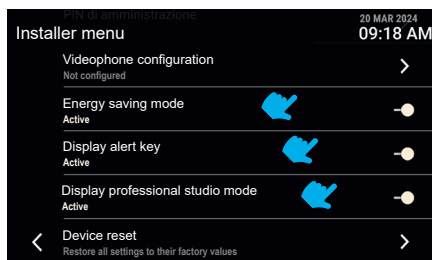 PIN di amministrazione
20 MAR 2024
Installer menu
09:18 AM
Videophone configuration
Not configured
Energy saving mode
Active
Display alert key
Active
Display professional studio mode
Active
Device reset
Restore all settings to their factory values